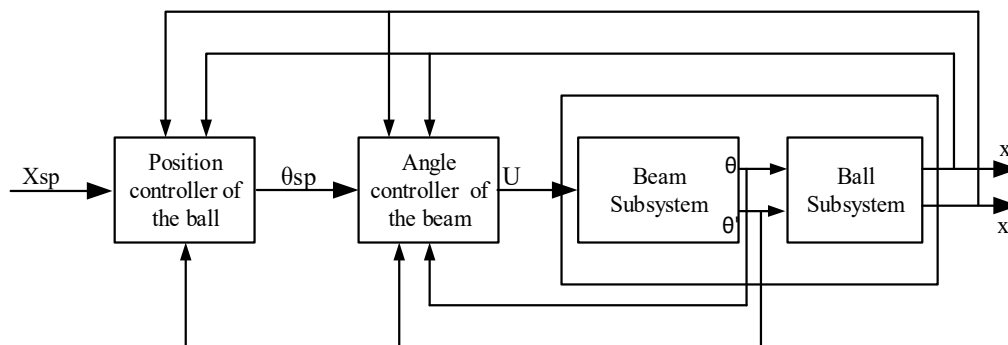 Xsp
Position
controller of
the ball
θsp
Angle
controller of
the beam
U
Beam
Subsystem
θ
θ'
Ball
Subsystem
x
x